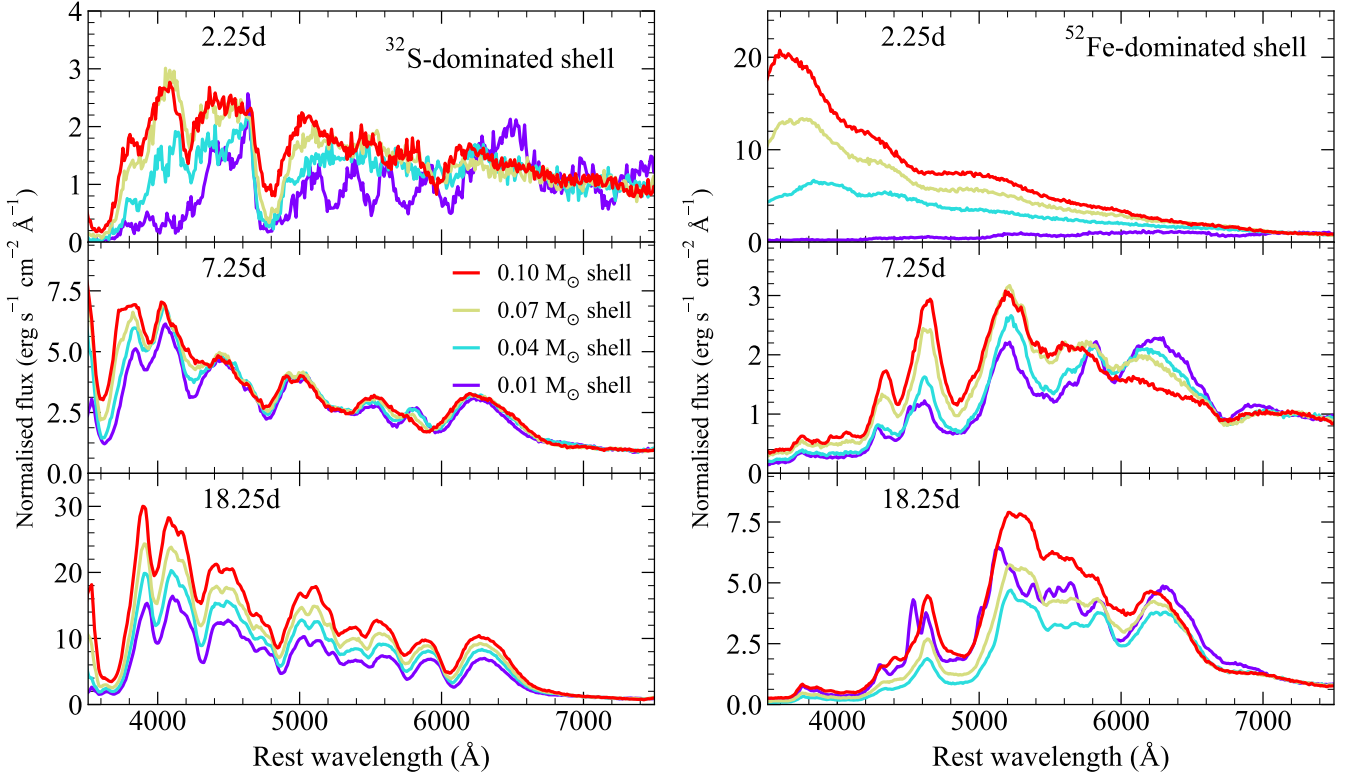 4
3
2
1
0
2.25d
³²S-dominated shell
7.5
5.0
2.5
0.0
7.25d
0.10 M☉ shell
0.07 M☉ shell
0.04 M☉ shell
0.01 M☉ shell
30
20
10
0
18.25d
4000 5000 6000 7000
Rest wavelength (Å)
Normalised flux (erg s⁻¹ cm⁻² Å⁻¹)
20
10
0
2.25d
⁵²Fe-dominated shell
3
2
1
0
7.25d
7.5
5.0
2.5
0.0
18.25d
4000 5000 6000 7000
Rest wavelength (Å)
Normalised flux (erg s⁻¹ cm⁻² Å⁻¹)